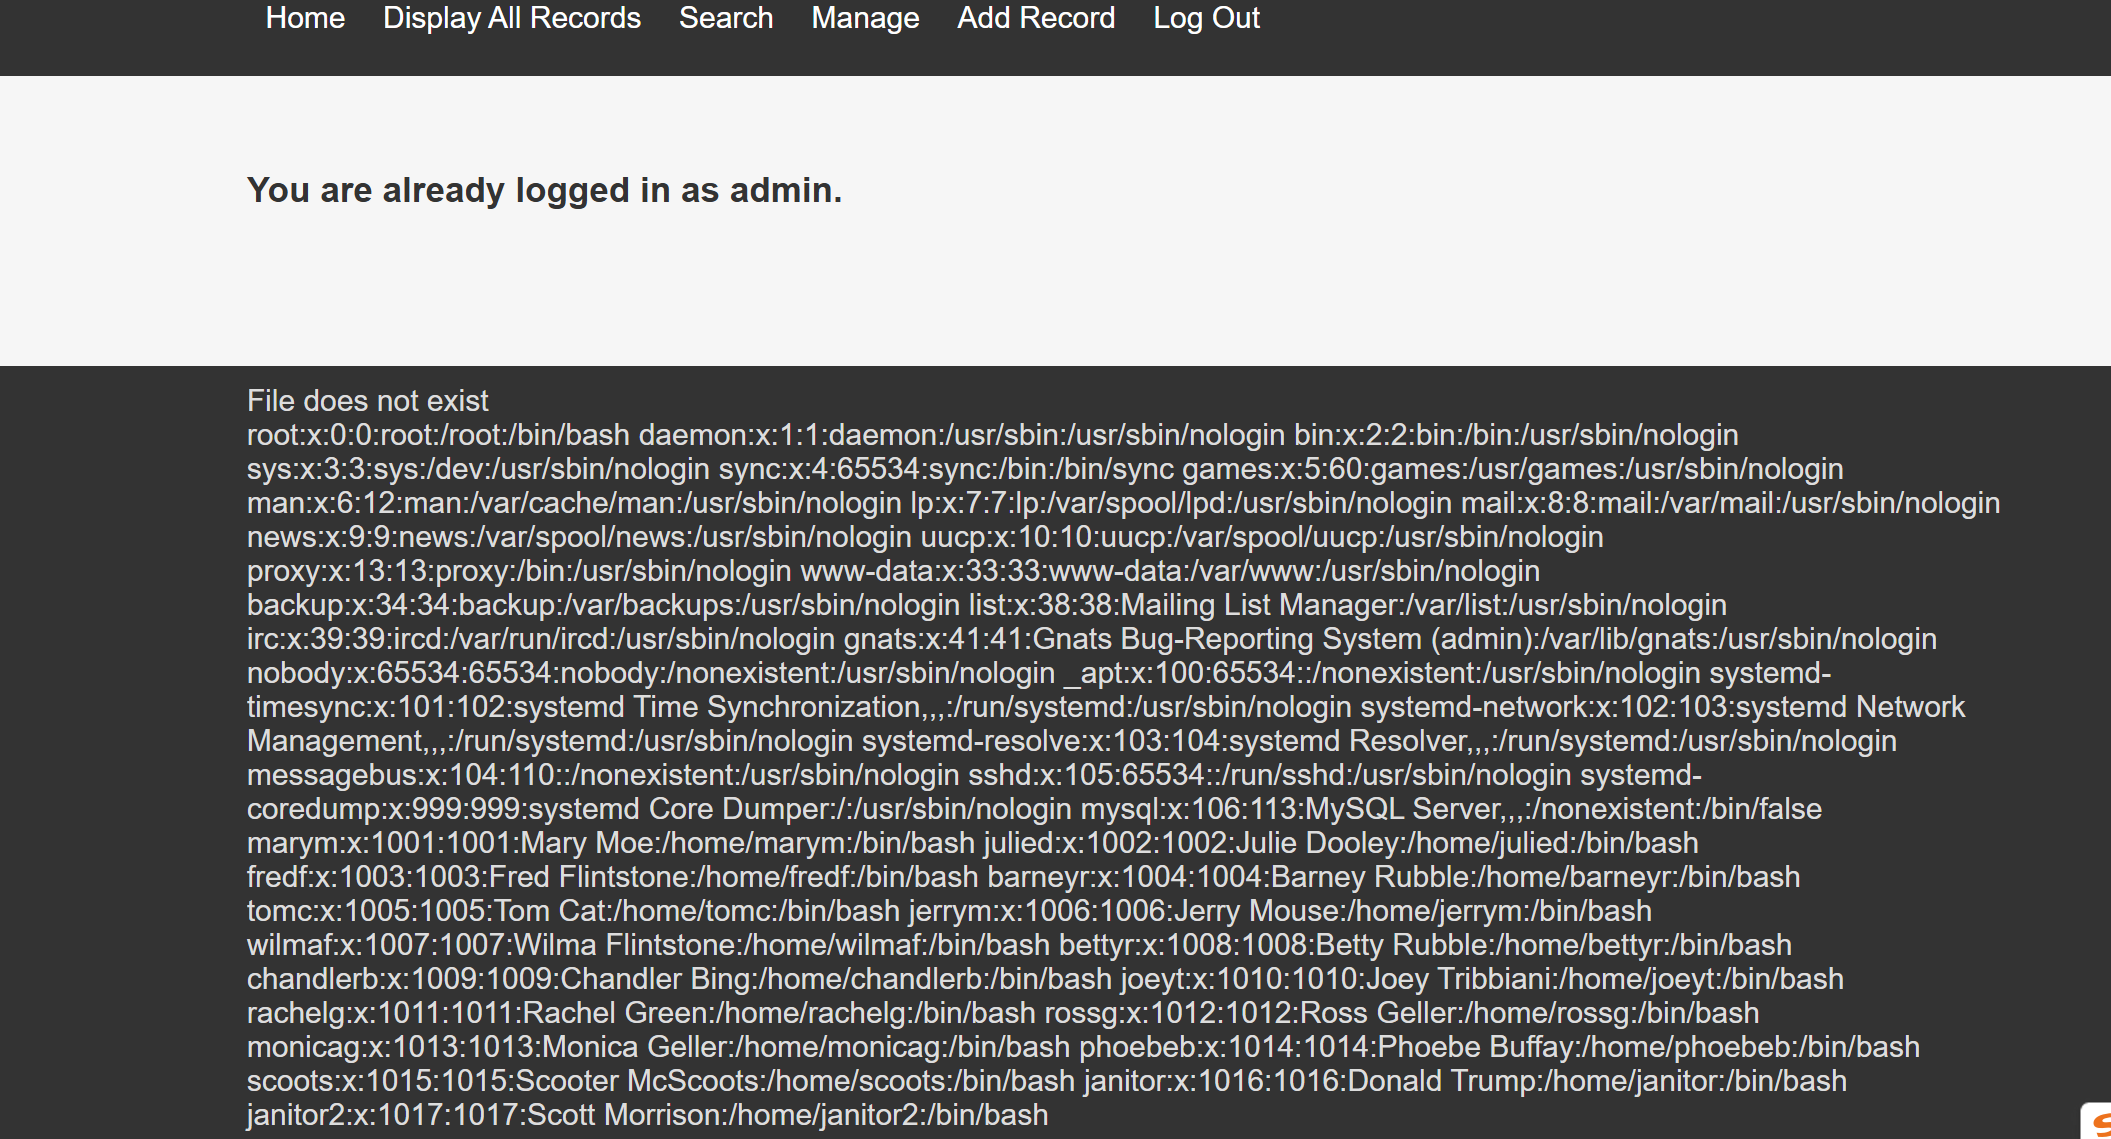 Home Display All Records Search Manage Add Record Log Out
You are already logged in as admin.
File does not exist
root:x:0:0:root:/root:/bin/bash daemon:x:1:1:daemon:/usr/sbin:/usr/sbin/nologin bin:x:2:2:bin:/bin:/usr/sbin/nologin
sys:x:3:3:sys:/dev:/usr/sbin/nologin sync:x:4:65534:sync:/bin:/bin/sync games:x:5:60:games:/usr/games:/usr/sbin/nologin
man:x:6:12:man:/var/cache/man:/usr/sbin/nologin lp:x:7:7:lp:/var/spool/lpd:/usr/sbin/nologin mail:x:8:8:mail:/var/mail:/usr/sbin/nologin
news:x:9:9:news:/var/spool/news:/usr/sbin/nologin uucp:x:10:10:uucp:/var/spool/uucp:/usr/sbin/nologin
proxy:x:13:13:proxy:/bin:/usr/sbin/nologin www-data:x:33:33:www-data:/var/www:/usr/sbin/nologin
backup:x:34:34:backup:/var/backups:/usr/sbin/nologin list:x:38:38:Mailing List Manager:/var/list:/usr/sbin/nologin
irc:x:39:39:ircd:/var/run/ircd:/usr/sbin/nologin gnats:x:41:41:Gnats Bug-Reporting System (admin):/var/lib/gnats:/usr/sbin/nologin
nobody:x:65534:65534:nobody:/nonexistent:/usr/sbin/nologin _apt:x:100:65534::/nonexistent:/usr/sbin/nologin systemd-
timesync:x:101:102:systemd Time Synchronization,,,:/run/systemd:/usr/sbin/nologin systemd-network:x:102:103:systemd Network
Management,,,:/run/systemd:/usr/sbin/nologin systemd-resolve:x:103:104:systemd Resolver,,,:/run/systemd:/usr/sbin/nologin
messagebus:x:104:110::/nonexistent:/usr/sbin/nologin sshd:x:105:65534::/run/sshd:/usr/sbin/nologin systemd-
coredump:x:999:999:systemd Core Dumper:/:/usr/sbin/nologin mysql:x:106:113:MySQL Server,,,:/nonexistent:/bin/false
marym:x:1001:1001:Mary Moe:/home/marym:/bin/bash julied:x:1002:1002:Julie Dooley:/home/julied:/bin/bash
fredf:x:1003:1003:Fred Flintstone:/home/fredf:/bin/bash barneyr:x:1004:1004:Barney Rubble:/home/barneyr:/bin/bash
tomc:x:1005:1005:Tom Cat:/home/tomc:/bin/bash jerrym:x:1006:1006:Jerry Mouse:/home/jerrym:/bin/bash
wilmaf:x:1007:1007:Wilma Flintstone:/home/wilmaf:/bin/bash bettyr:x:1008:1008:Betty Rubble:/home/bettyr:/bin/bash
chandlerb:x:1009:1009:Chandler Bing:/home/chandlerb:/bin/bash joeyt:x:1010:1010:Joey Tribbiani:/home/joeyt:/bin/bash
rachelg:x:1011:1011:Rachel Green:/home/rachelg:/bin/bash rossg:x:1012:1012:Ross Geller:/home/rossg:/bin/bash
monicag:x:1013:1013:Monica Geller:/home/monicag:/bin/bash phoebeb:x:1014:1014:Phoebe Buffay:/home/phoebeb:/bin/bash
scoots:x:1015:1015:Scooter McScoots:/home/scoots:/bin/bash janitor:x:1016:1016:Donald Trump:/home/janitor:/bin/bash
janitor2:x:1017:1017:Scott Morrison:/home/janitor2:/bin/bash